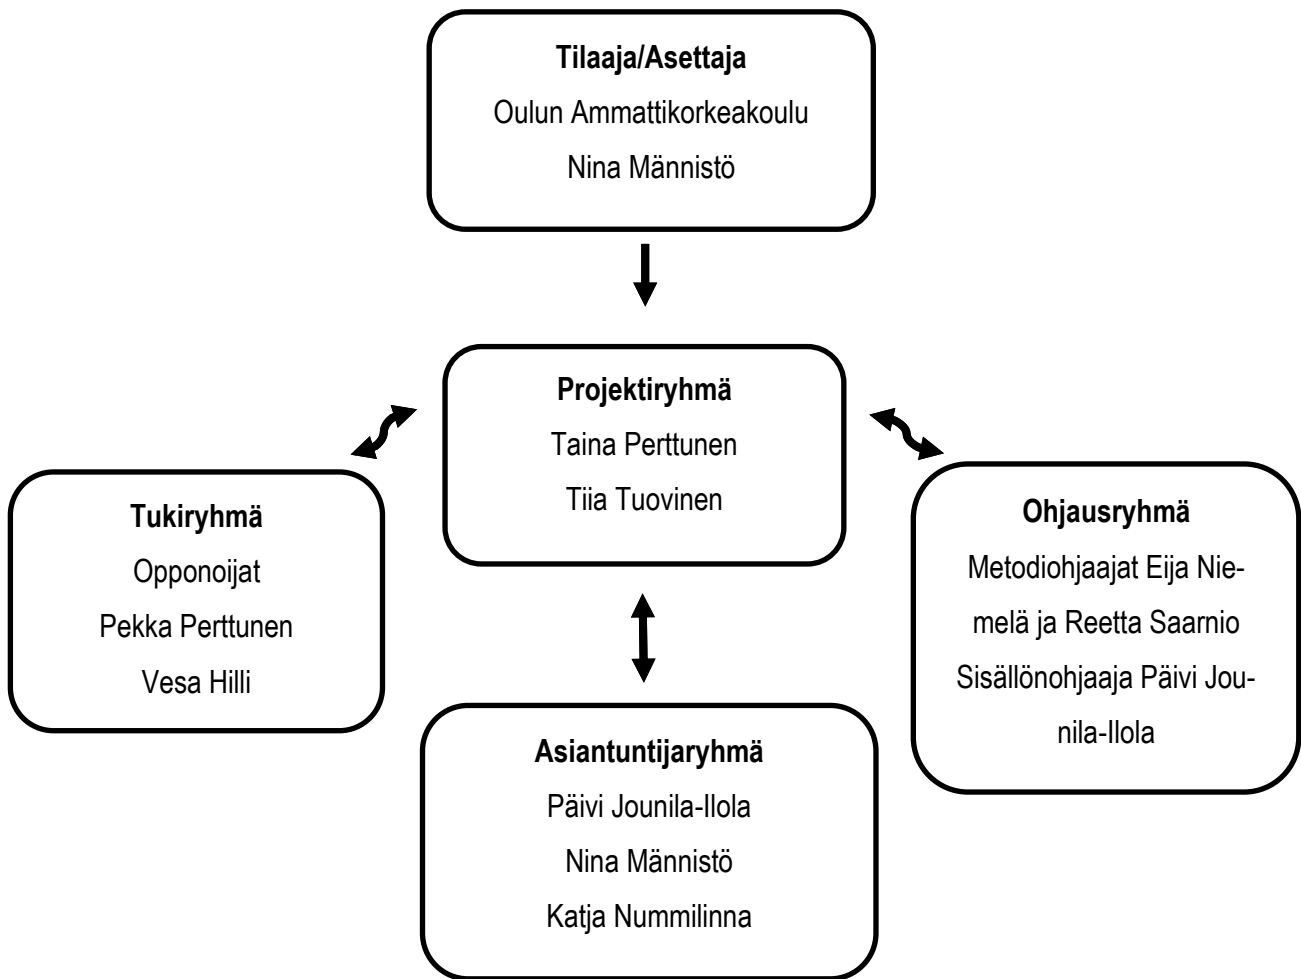 Tilaaja/Asettaja
Oulun Ammattikorkeakoulu
Nina Männistö
Projektiryhmä
Taina Perttunen
Tiia Tuovinen
Tukiryhmä
Opponoijat
Pekka Perttunen
Vesa Hilli
Ohjausryhmä
Metodiohjaajat Eija Nie-
melä ja Reetta Saarnio
Sisällönohjaaja Päivi Jou-
nila-Ilola
Asiantuntijaryhmä
Päivi Jounila-Ilola
Nina Männistö
Katja Nummilinna